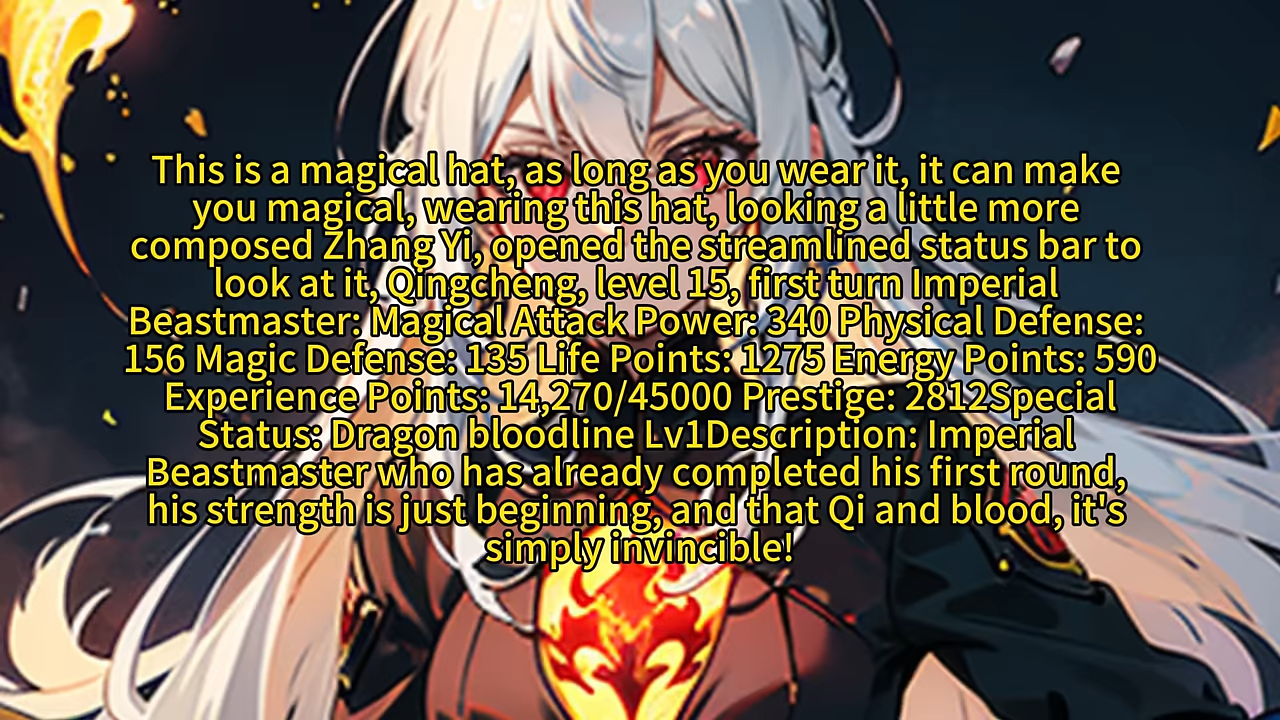 This is a magical hat, as long as you wear it, it can make
you magical, wearing this hat, looking a little more
composed Zhang Yi, opened the streamlined status bar to
look at it, Qingcheng, level 15, first turn Imperial
Beastmaster: Magical Attack Power: 340 Physical Defense:
156 Magic Defense: 135 Life Points: 1275 Energy Points: 590
Experience Points: 14,270/45000 Prestige: 2812Special
Status: Dragon bloodline Lv1Description: Imperial
Beastmaster who has already completed his first round,
his strength is just beginning, and that Qi and blood, it's
simply invincible!